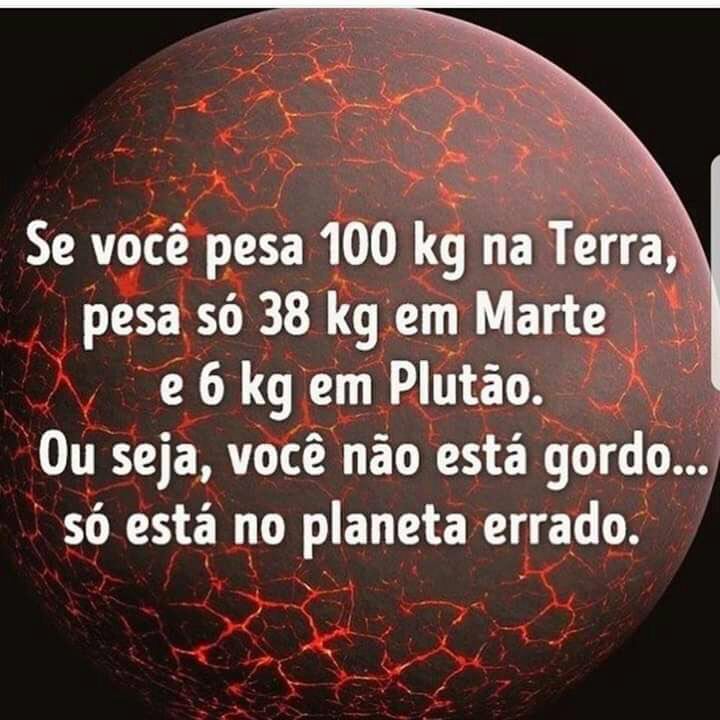 Se você pesa 100 kg na Terra,
pesa só 38 kg em Marte
e 6 kg em Plutão.
Ou seja, você não está gordo...
só está no planeta errado.